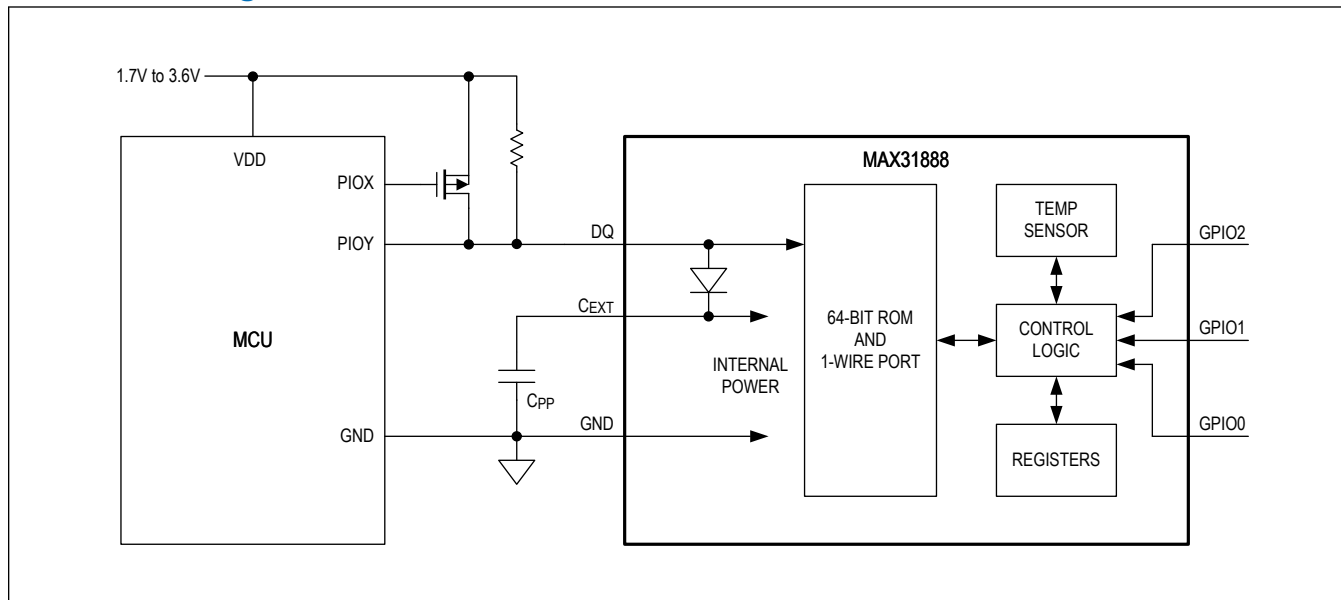 1.7V to 3.6V
VDD
PIOX
PIOY
MCU
GND
DQ
CEXT
CPP
GND
MAX31888
INTERNAL
POWER
64-BIT ROM
AND
1-WIRE PORT
TEMP
SENSOR
CONTROL
LOGIC
REGISTERS
GPIO2
GPIO1
GPIO0